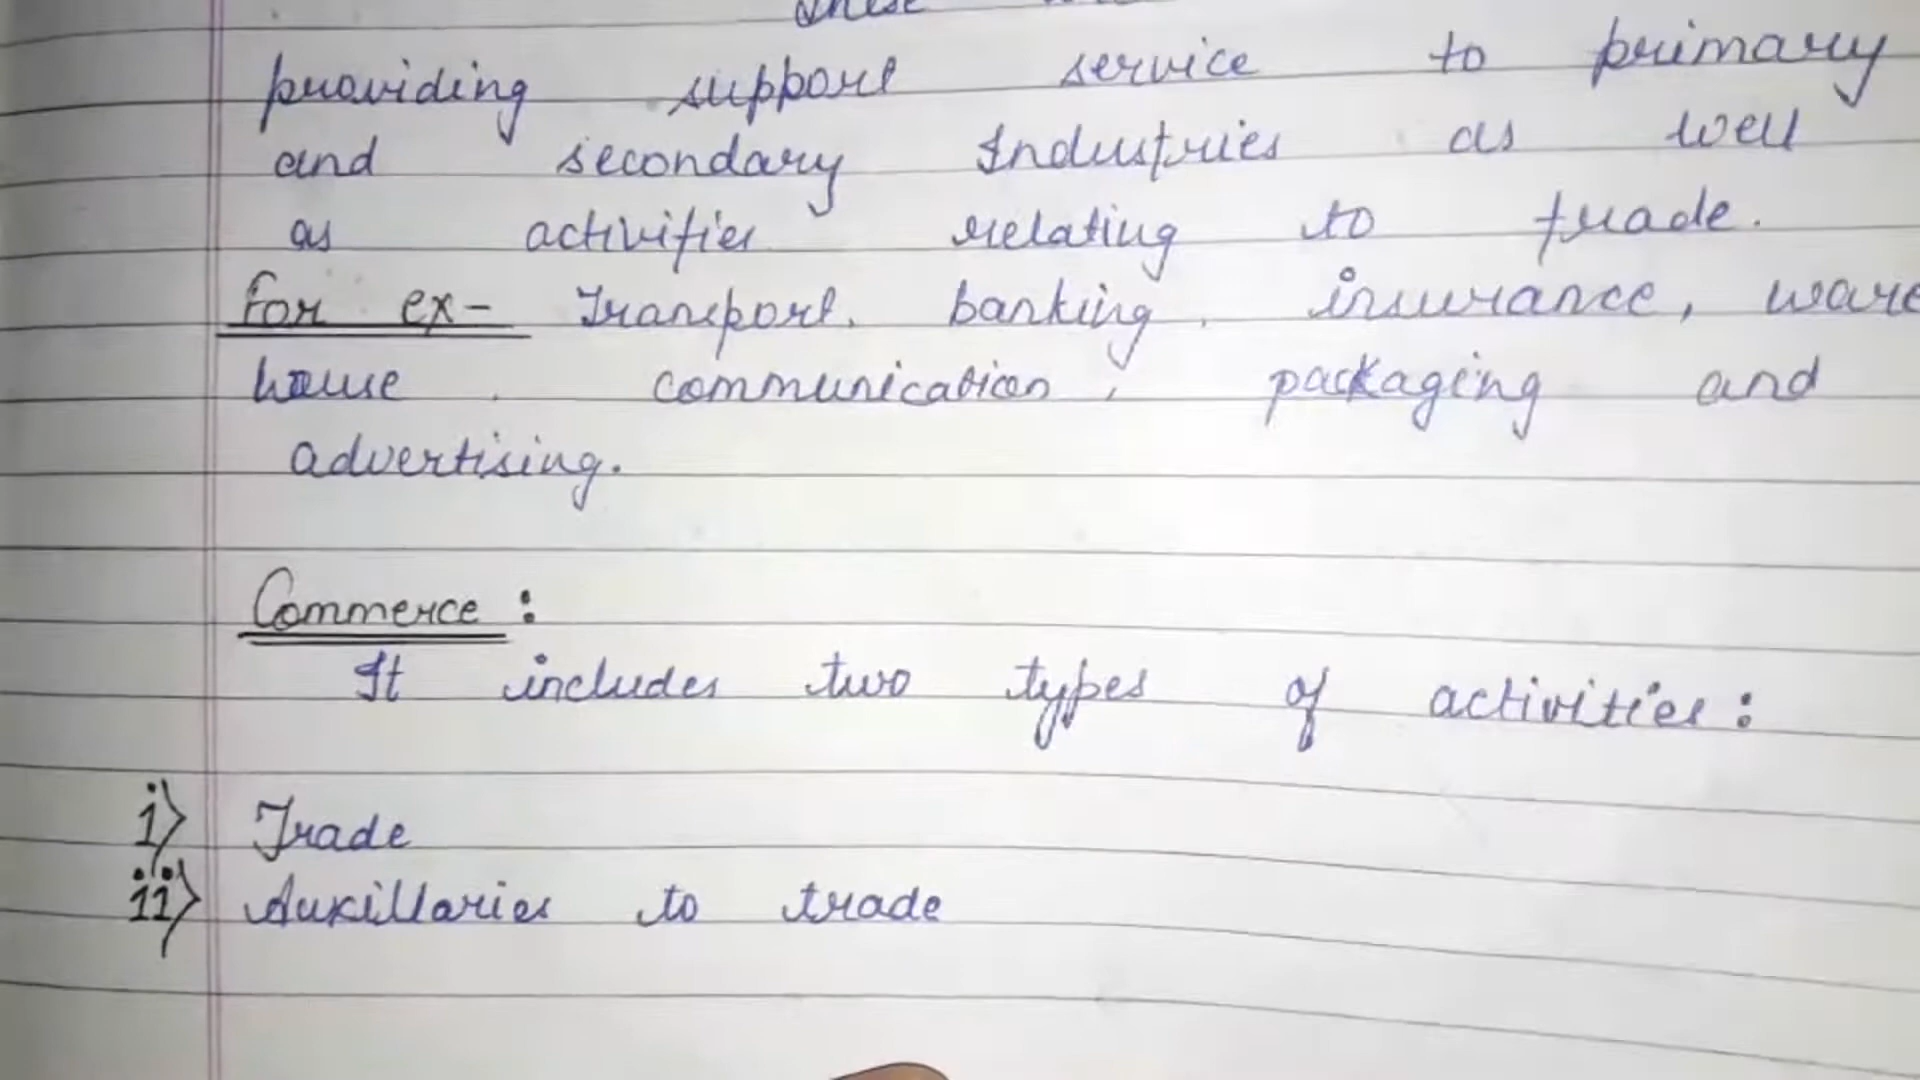 these
providing support service to primary
and secondary Industries as well
as activities relating to trade.
For ex- Transport, banking, insurance, ware
house, communication, packaging and
advertising.
Commerce :
It includes two types of activities :
i) Trade
ii) Auxillaries to trade